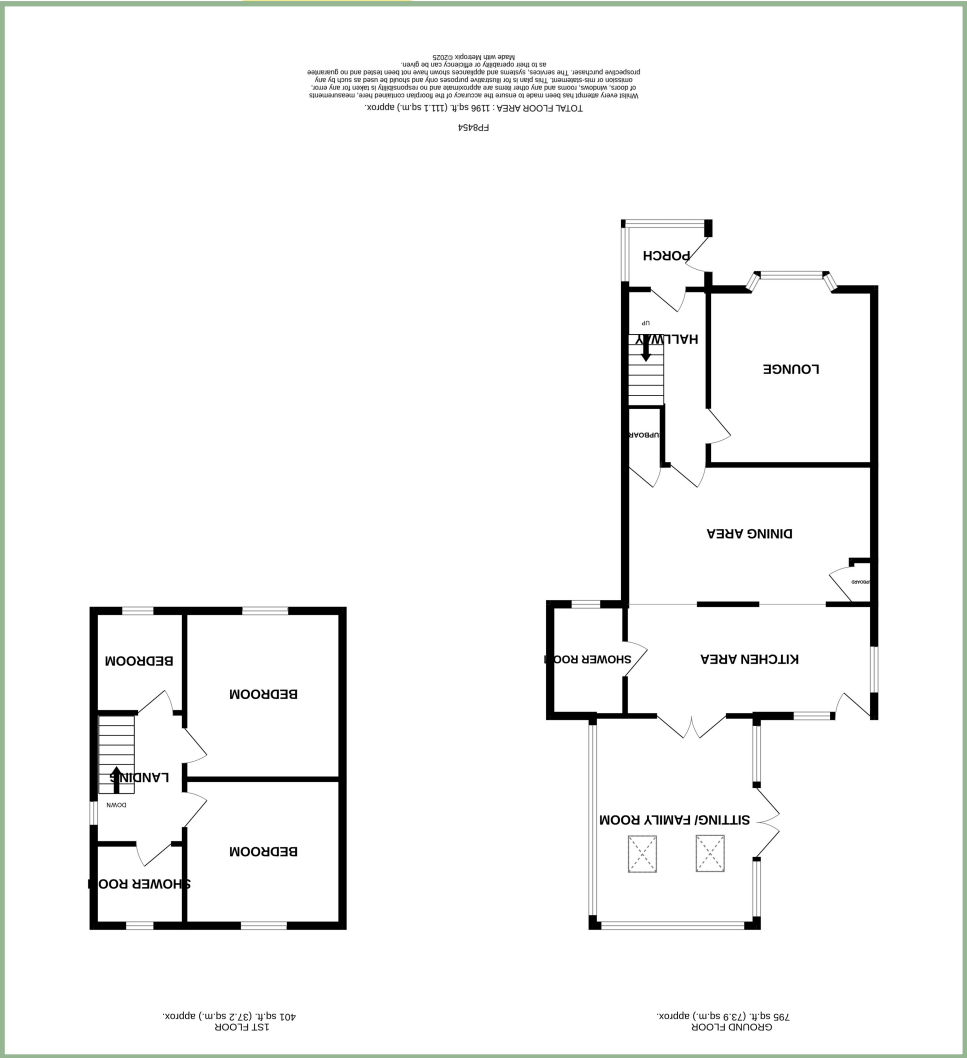 GROUND FLOOR
795 sq.ft. (73.9 sq.m.) approx.
1ST FLOOR
401 sq.ft. (37.2 sq.m.) approx.
SITTING/ FAMILY ROOM
KITCHEN AREA
SHOWER ROOM
CUPBOARD
DINING AREA
CUPBOARD
LOUNGE
HALLWAY
UP
PORCH
BEDROOM
SHOWER ROOM
DOWN
LANDING
BEDROOM
BEDROOM
FP8454
TOTAL FLOOR AREA : 1196 sq.ft. (111.1 sq.m.) approx.
Whilst every attempt has been made to ensure the accuracy of the floorplan contained here, measurements
of doors, windows, rooms and any other items are approximate and no responsibility is taken for any error,
omission or mis-statement. This plan is for illustrative purposes only and should be used as such by any
prospective purchaser. The services, systems and appliances shown have not been tested and no guarantee
as to their operability or efficiency can be given.
Made with Metropix ©2025